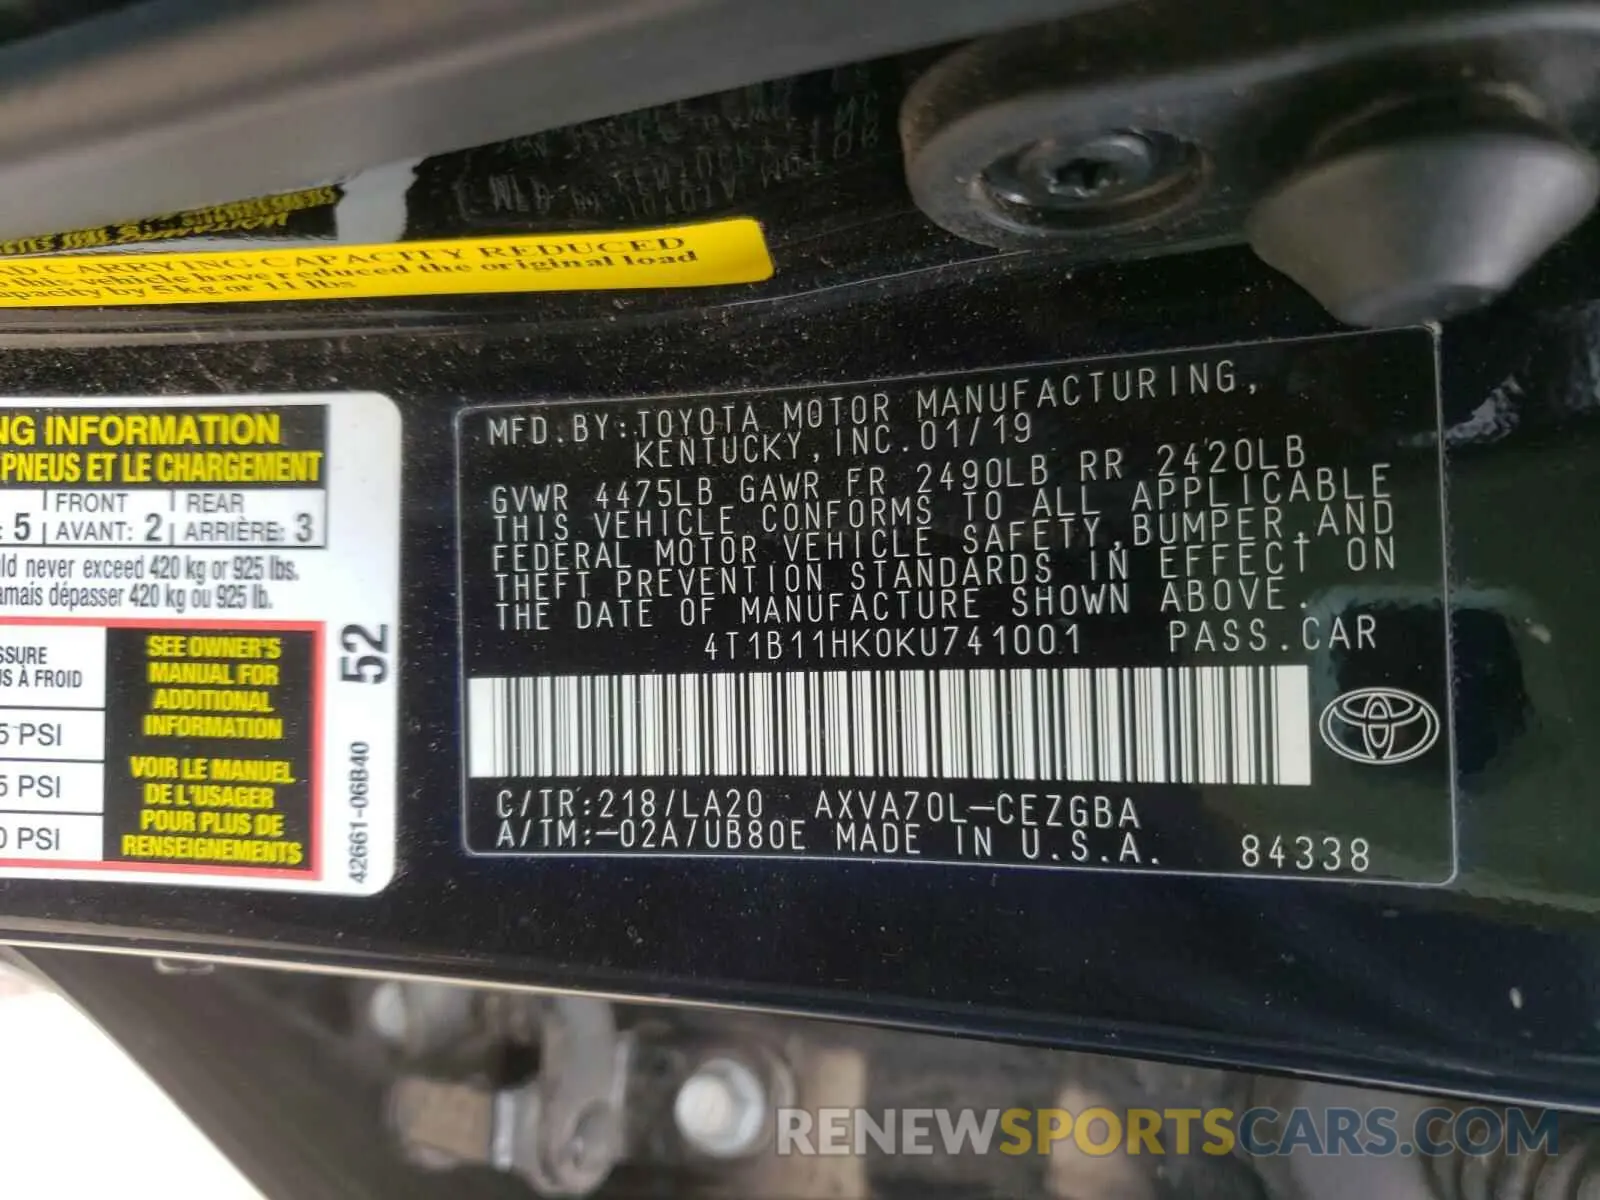 ND CARRYING CAPACITY REDUCED
to this vehicle have reduced the original load
capacity by 5kg or 11 lbs
NG INFORMATION
PNEUS ET LE CHARGEMENT
: 5 | FRONT AVANT: 2 | REAR ARRIÈRE: 3
ld never exceed 420 kg or 925 lbs.
amais dépasser 420 kg ou 925 lb.
SSURE
US À FROID
5 PSI
5 PSI
0 PSI
SEE OWNER'S
MANUAL FOR
ADDITIONAL
INFORMATION
VOIR LE MANUEL
DE L'USAGER
POUR PLUS DE
RENSEIGNEMENTS
52
42661-06B40
MFD.BY:TOYOTA MOTOR MANUFACTURING,
KENTUCKY,INC.01/19
GVWR 4475LB GAWR FR 2490LB RR 2420LB
THIS VEHICLE CONFORMS TO ALL APPLICABLE
FEDERAL MOTOR VEHICLE SAFETY,BUMPER,AND
THEFT PREVENTION STANDARDS IN EFFECT ON
THE DATE OF MANUFACTURE SHOWN ABOVE.
4T1B11HK0KU741001 PASS.CAR
C/TR:218/LA20 AXVA70L-CEZGBA
A/TM:-02A/UB80E MADE IN U.S.A. 84338
RENEWSPORTSCARS.COM